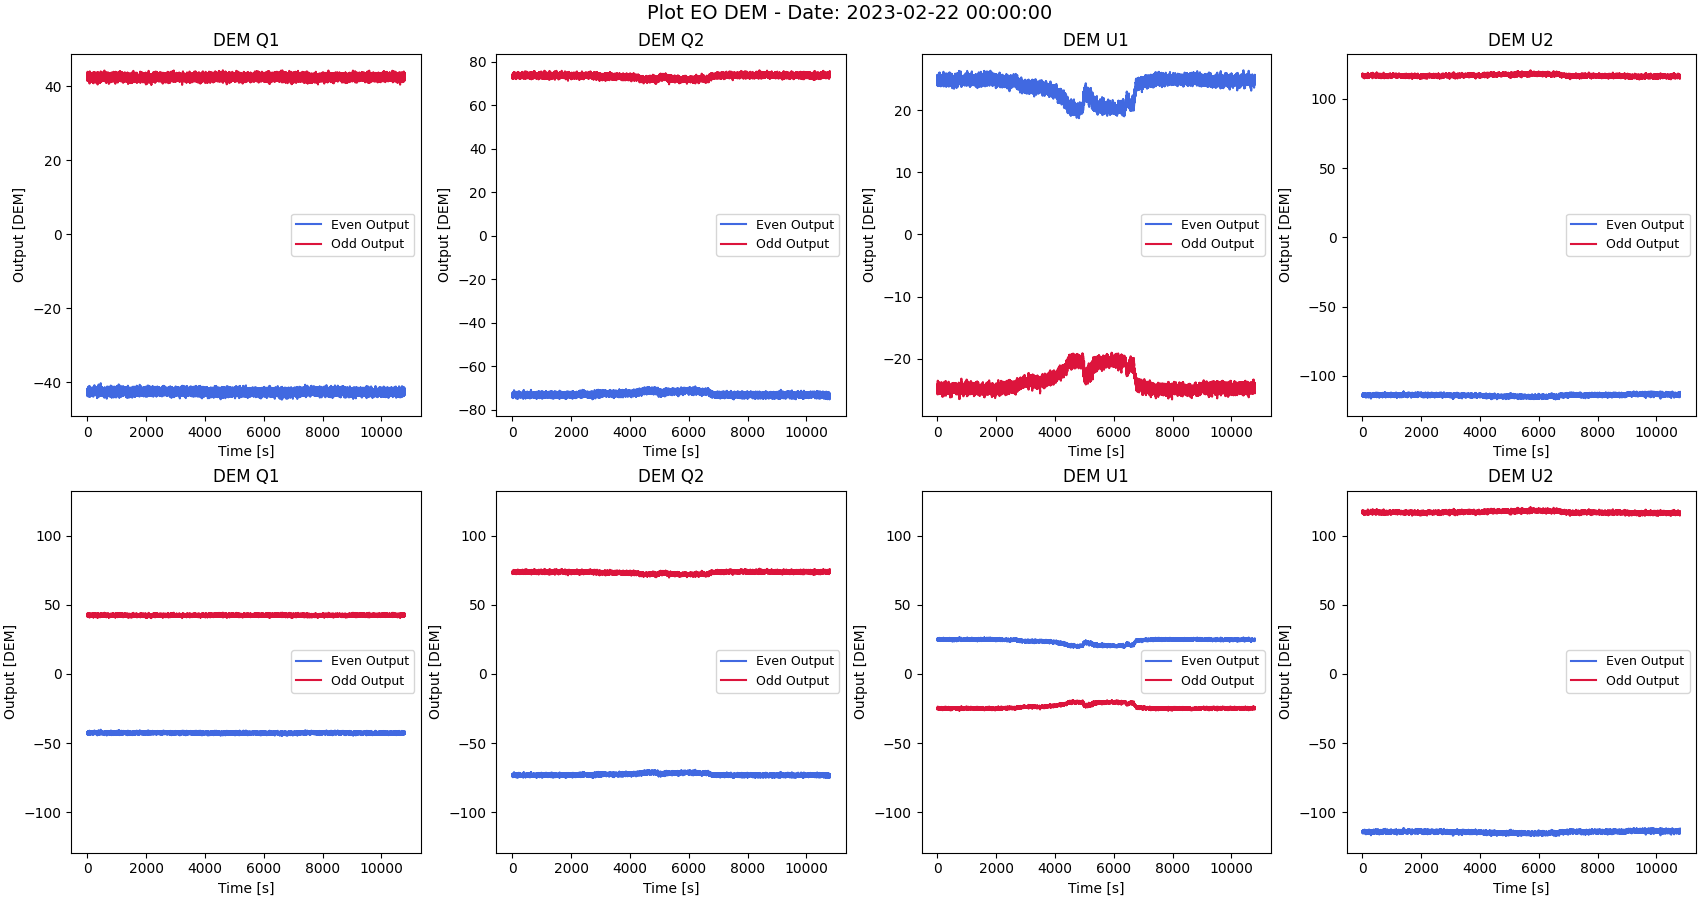 Plot EO DEM - Date: 2023-02-22 00:00:00
DEM Q1
Output [DEM]
40
20
0
−20
−40
Even Output
Odd Output
0 2000 4000 6000 8000 10000
Time [s]
DEM Q2
Output [DEM]
80
60
40
20
0
−20
−40
−60
−80
Even Output
Odd Output
0 2000 4000 6000 8000 10000
Time [s]
DEM U1
Output [DEM]
20
10
0
−10
−20
Even Output
Odd Output
0 2000 4000 6000 8000 10000
Time [s]
DEM U2
Output [DEM]
100
50
0
−50
−100
Even Output
Odd Output
0 2000 4000 6000 8000 10000
Time [s]
DEM Q1
Output [DEM]
100
50
0
−50
−100
Even Output
Odd Output
0 2000 4000 6000 8000 10000
Time [s]
DEM Q2
Output [DEM]
100
50
0
−50
−100
Even Output
Odd Output
0 2000 4000 6000 8000 10000
Time [s]
DEM U1
Output [DEM]
100
50
0
−50
−100
Even Output
Odd Output
0 2000 4000 6000 8000 10000
Time [s]
DEM U2
Output [DEM]
100
50
0
−50
−100
Even Output
Odd Output
0 2000 4000 6000 8000 10000
Time [s]